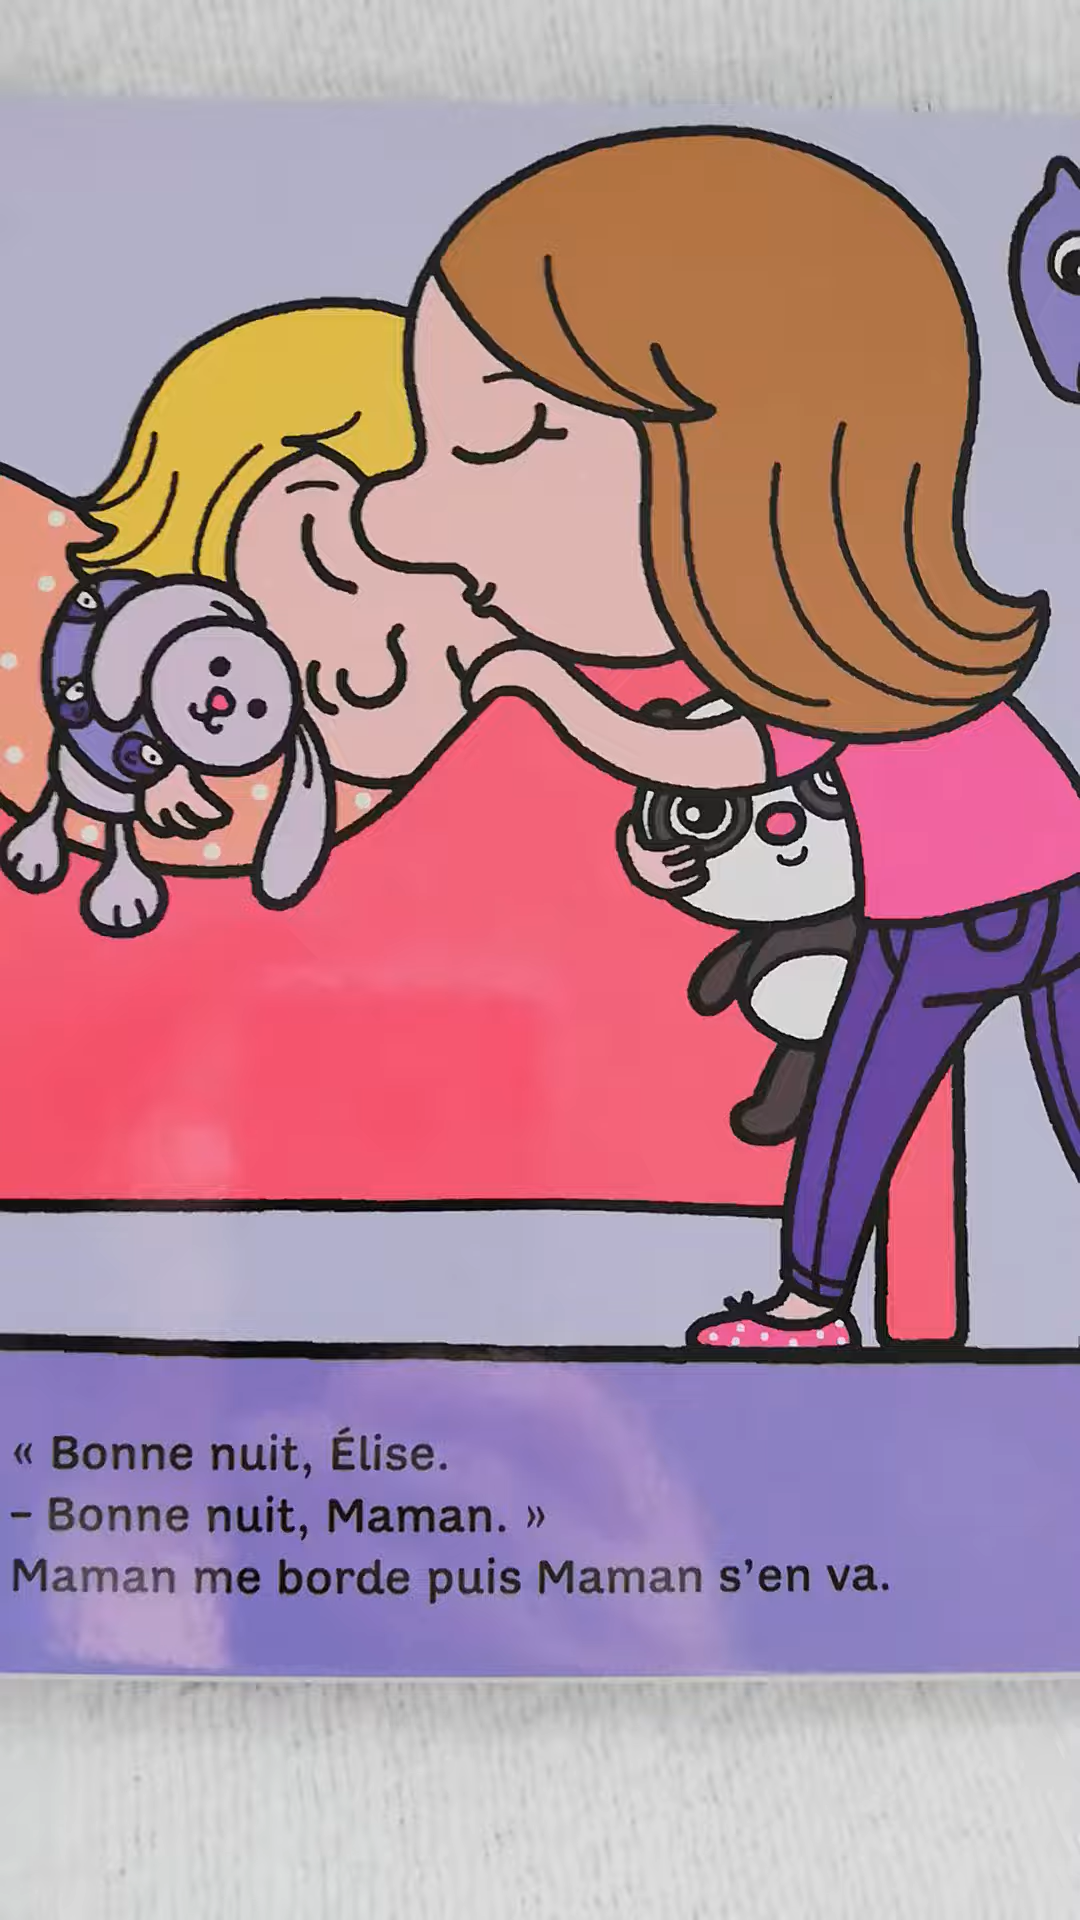 « Bonne nuit, Élise.
– Bonne nuit, Maman. »
Maman me borde puis Maman s’en va.